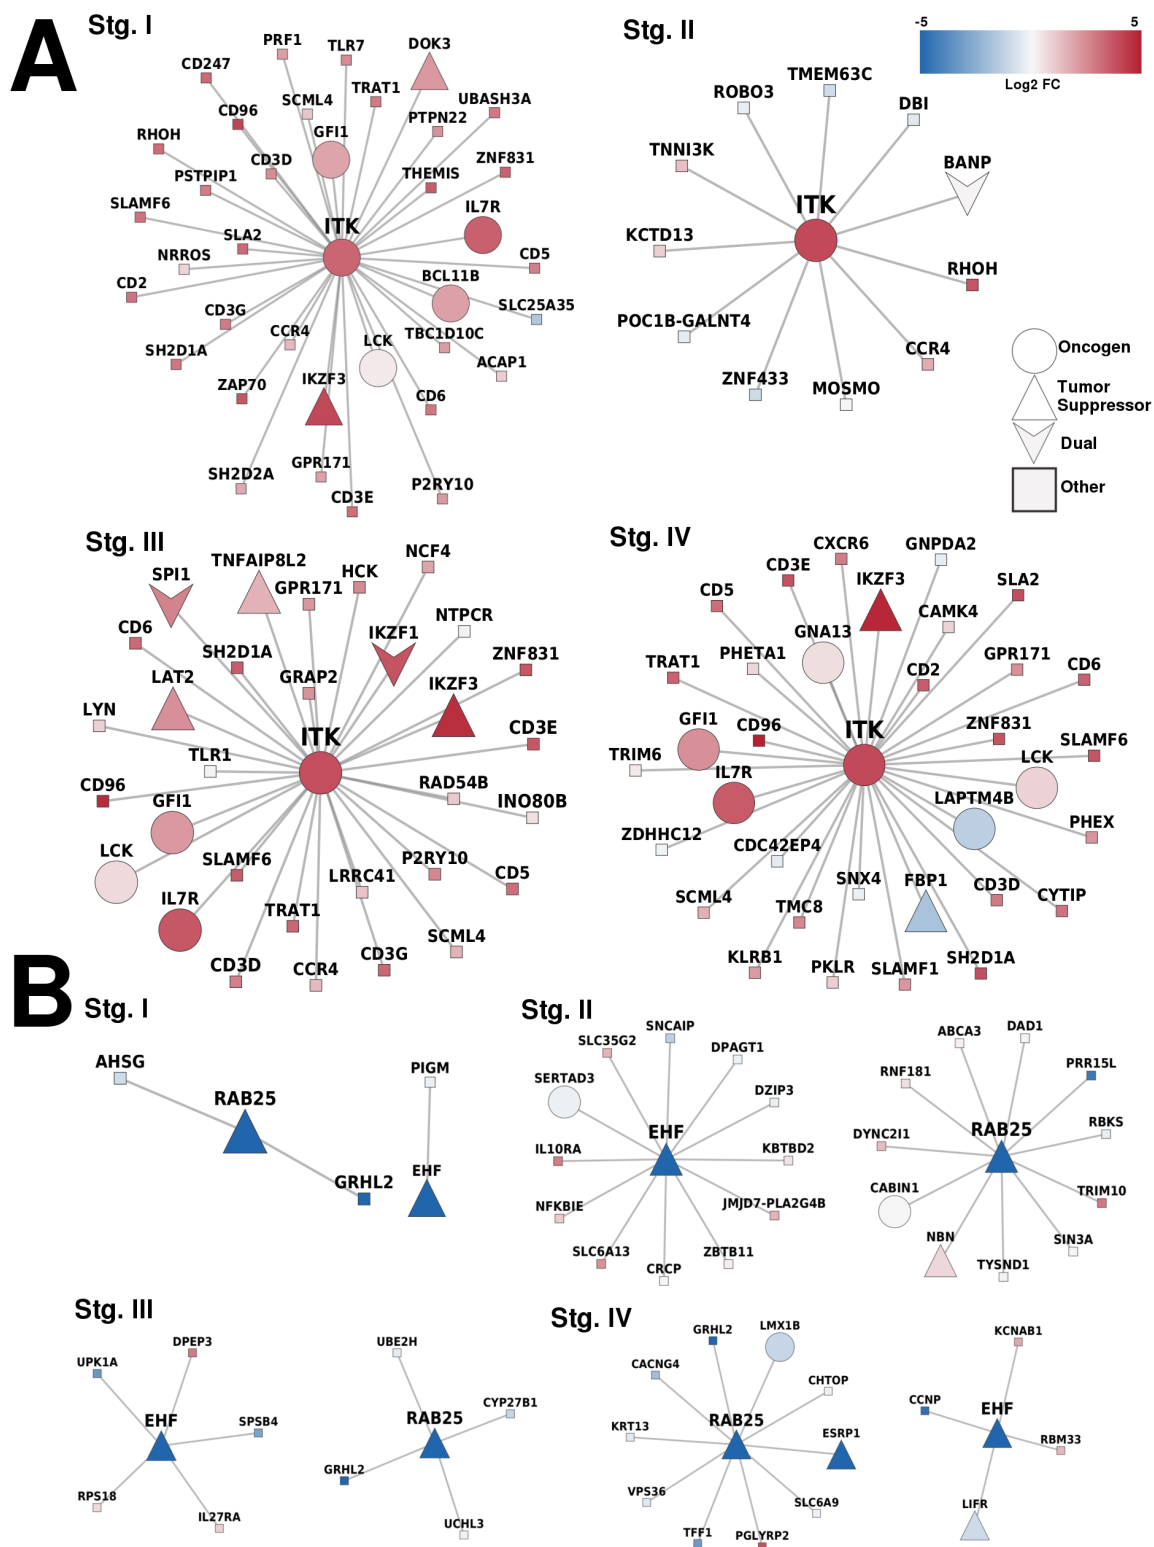 A
Stg. I
PRF1
TLR7
DOK3
CD247
TRAT1
SCML4
UBASH3A
CD96
PTPN22
RHOH
GFI1
CD3D
ZNF831
PSTPIP1
THEMIS
SLAMF6
IL7R
ITK
SLA2
NRROS
CD5
CD2
BCL11B
SLC25A35
CD3G
CCR4
LCK
TBC1D10C
SH2D1A
ACAP1
ZAP70
IKZF3
CD6
SH2D2A
GPR171
P2RY10
CD3E
Stg. II
-5
5
Log2 FC
TMEM63C
ROBO3
DBI
TNNI3K
BANP
ITK
KCTD13
RHOH
POC1B-GALNT4
CCR4
ZNF433
MOSMO
Oncogen
Tumor
Suppressor
Dual
Other
Stg. III
NCF4
TNFAIP8L2
SPI1
GPR171
HCK
NTPCR
CD6
IKZF1
SH2D1A
ZNF831
LAT2
GRAP2
IKZF3
LYN
ITK
CD3E
TLR1
CD96
RAD54B
GFI1
INO80B
LCK
SLAMF6
P2RY10
LRRC41
CD5
IL7R
TRAT1
SCML4
CD3D
CCR4
CD3G
Stg. IV
CXCR6
GNPDA2
CD3E
IKZF3
SLA2
CD5
CAMK4
GNA13
PHETA1
GPR171
TRAT1
CD2
CD6
GFI1
CD96
ITK
ZNF831
SLAMF6
TRIM6
IL7R
LCK
LAPTM4B
ZDHHC12
CDC42EP4
PHEX
SNX4
FBP1
CD3D
SCML4
TMC8
CYTIP
KLRB1
PKLR
SLAMF1
SH2D1A
B
Stg. I
AHSG
PIGM
RAB25
GRHL2
EHF
Stg. II
SNCAIP
SLC35G2
DPAGT1
SERTAD3
DZIP3
EHF
IL10RA
KBTBD2
NFKBIE
JMJD7-PLA2G4B
SLC6A13
ZBTB11
CRCP
ABCA3
DAD1
RNF181
PRR15L
DYNC2I1
RAB25
RBKS
CABIN1
TRIM10
NBN
SIN3A
TYSND1
Stg. III
DPEP3
UPK1A
EHF
SPSB4
RPS18
IL27RA
UBE2H
CYP27B1
RAB25
GRHL2
UCHL3
Stg. IV
GRHL2
LMX1B
CACNG4
CHTOP
KRT13
RAB25
ESRP1
VPS36
SLC6A9
TFF1
PGLYRP2
KCNAB1
CCNP
EHF
RBM33
LIFR